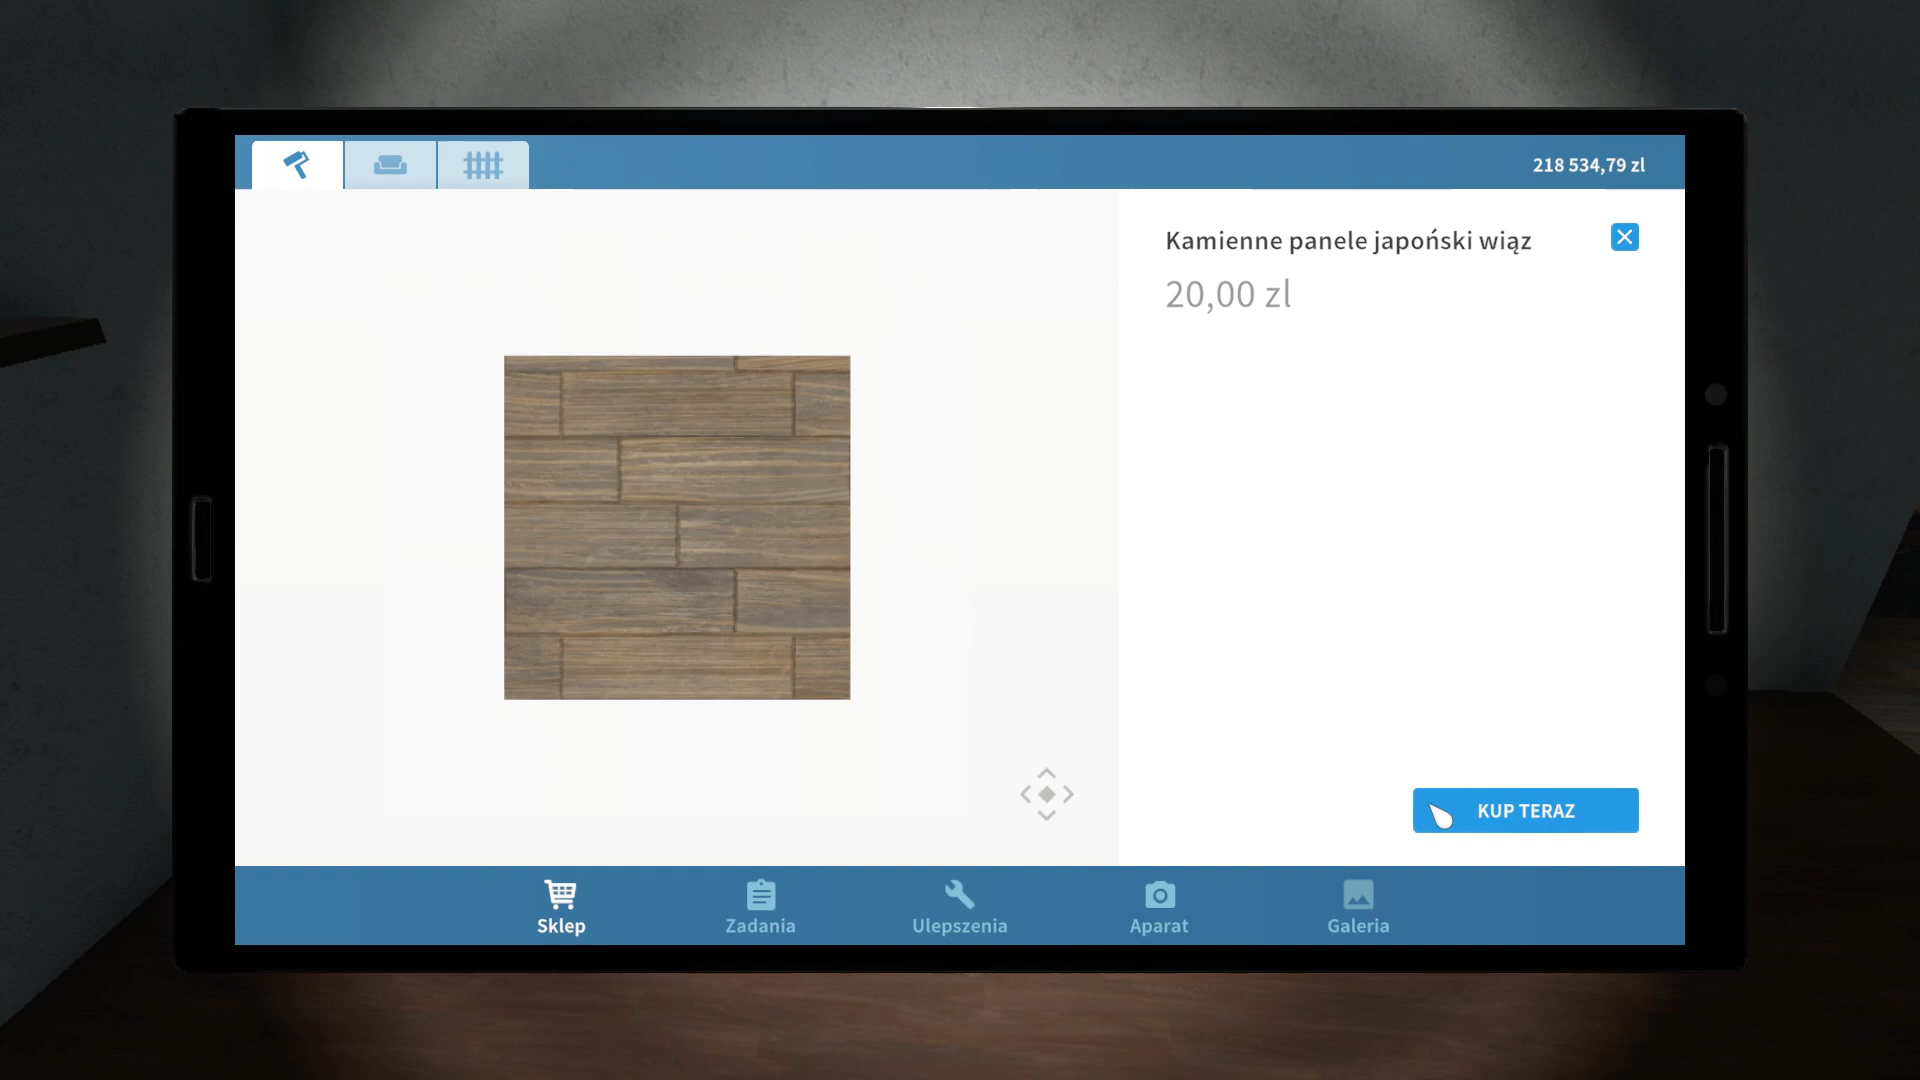 218 534,79 zl
Kamienne panele japoński wiąz
20,00 zl
KUP TERAZ
Sklep
Zadania
Ulepszenia
Aparat
Galeria